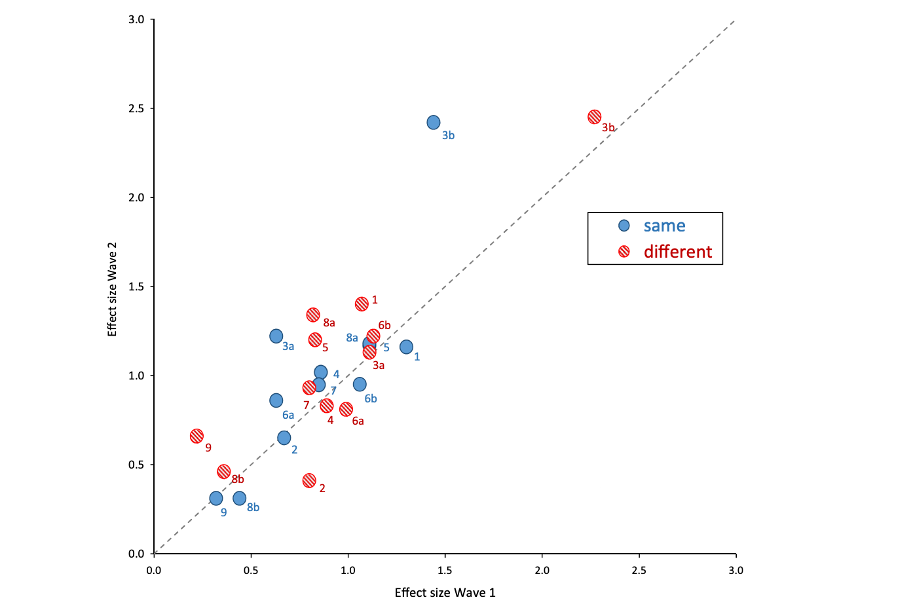 3.0
2.5
3b
3b
2.0
same
different
Effect size Wave 2
1.5
1
8a
6b
3a
5
8a
5
1
3a
1.0
4
7
6b
6a
7
4
6a
2
9
0.5
8b
2
9
8b
0.0
0.0 0.5 1.0 1.5 2.0 2.5 3.0
Effect size Wave 1